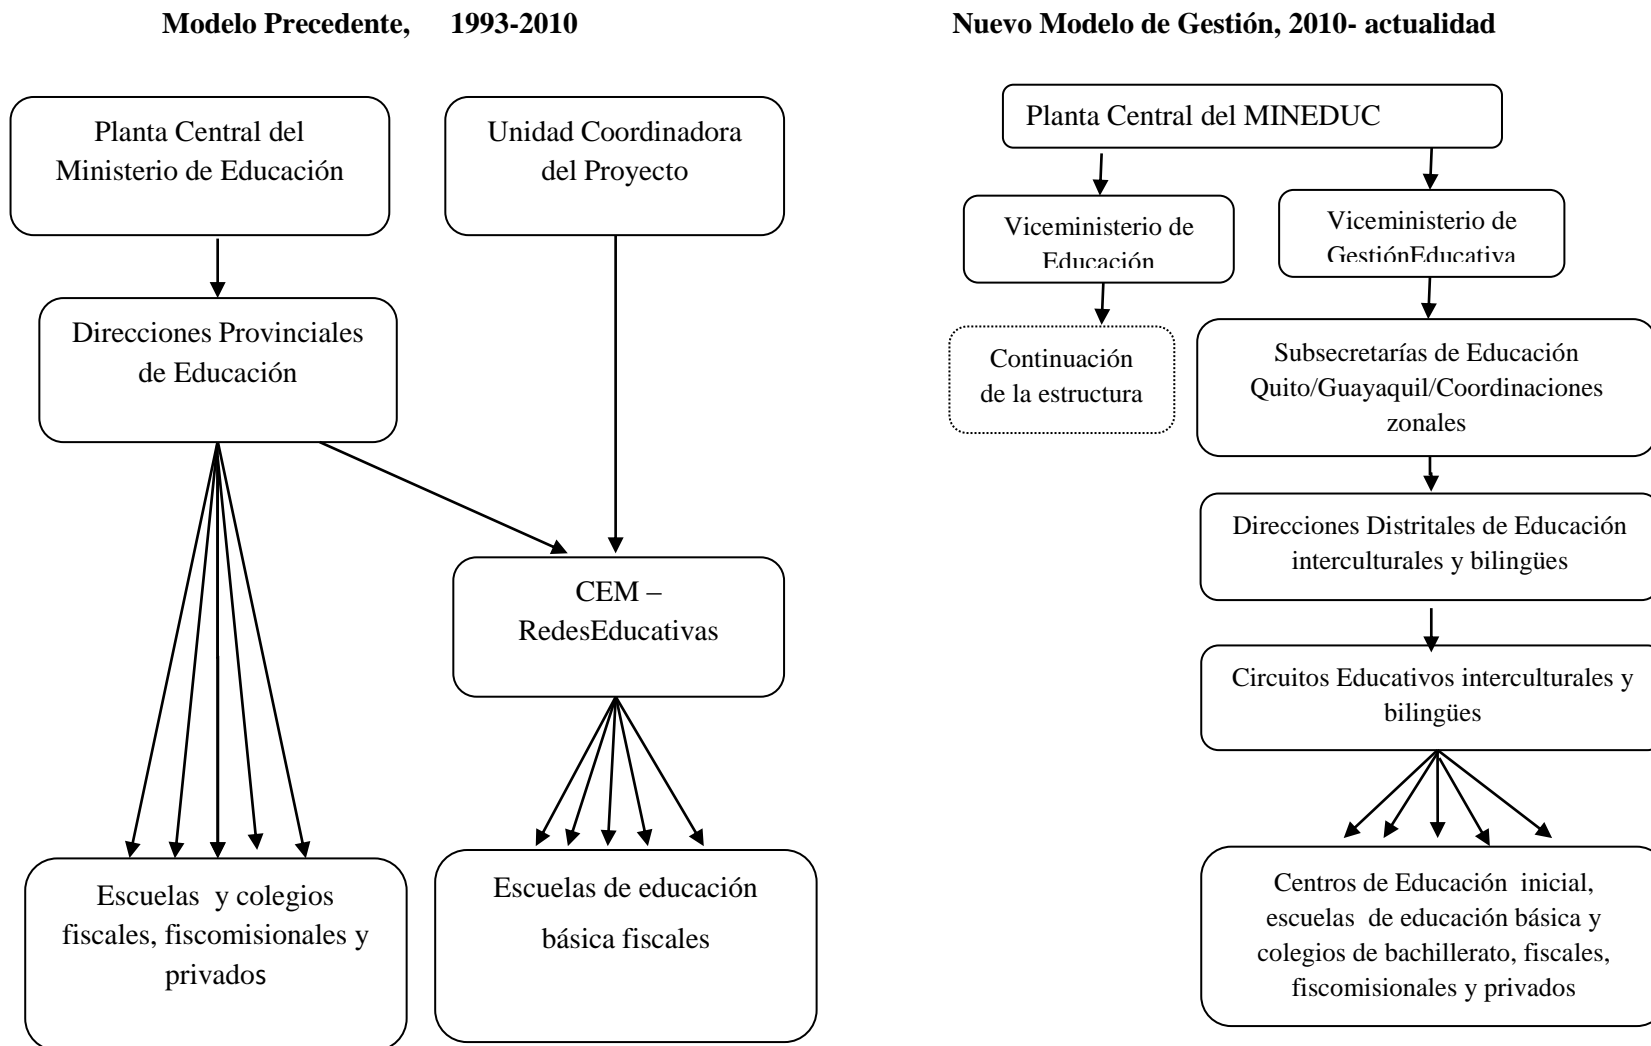 Modelo Precedente, 1993-2010
Planta Central del
Ministerio de Educación
Unidad Coordinadora
del Proyecto
Direcciones Provinciales
de Educación
CEM –
RedesEducativas
Escuelas y colegios
fiscales, fiscomisionales y
privados
Escuelas de educación
básica fiscales
Nuevo Modelo de Gestión, 2010- actualidad
Planta Central del MINEDUC
Viceministerio de
Educación
Viceministerio de
GestiónEducativa
Continuación
de la estructura
Subsecretarías de Educación
Quito/Guayaquil/Coordinaciones
zonales
Direcciones Distritales de Educación
interculturales y bilingües
Circuitos Educativos interculturales y
bilingües
Centros de Educación inicial,
escuelas de educación básica y
colegios de bachillerato, fiscales,
fiscomisionales y privados